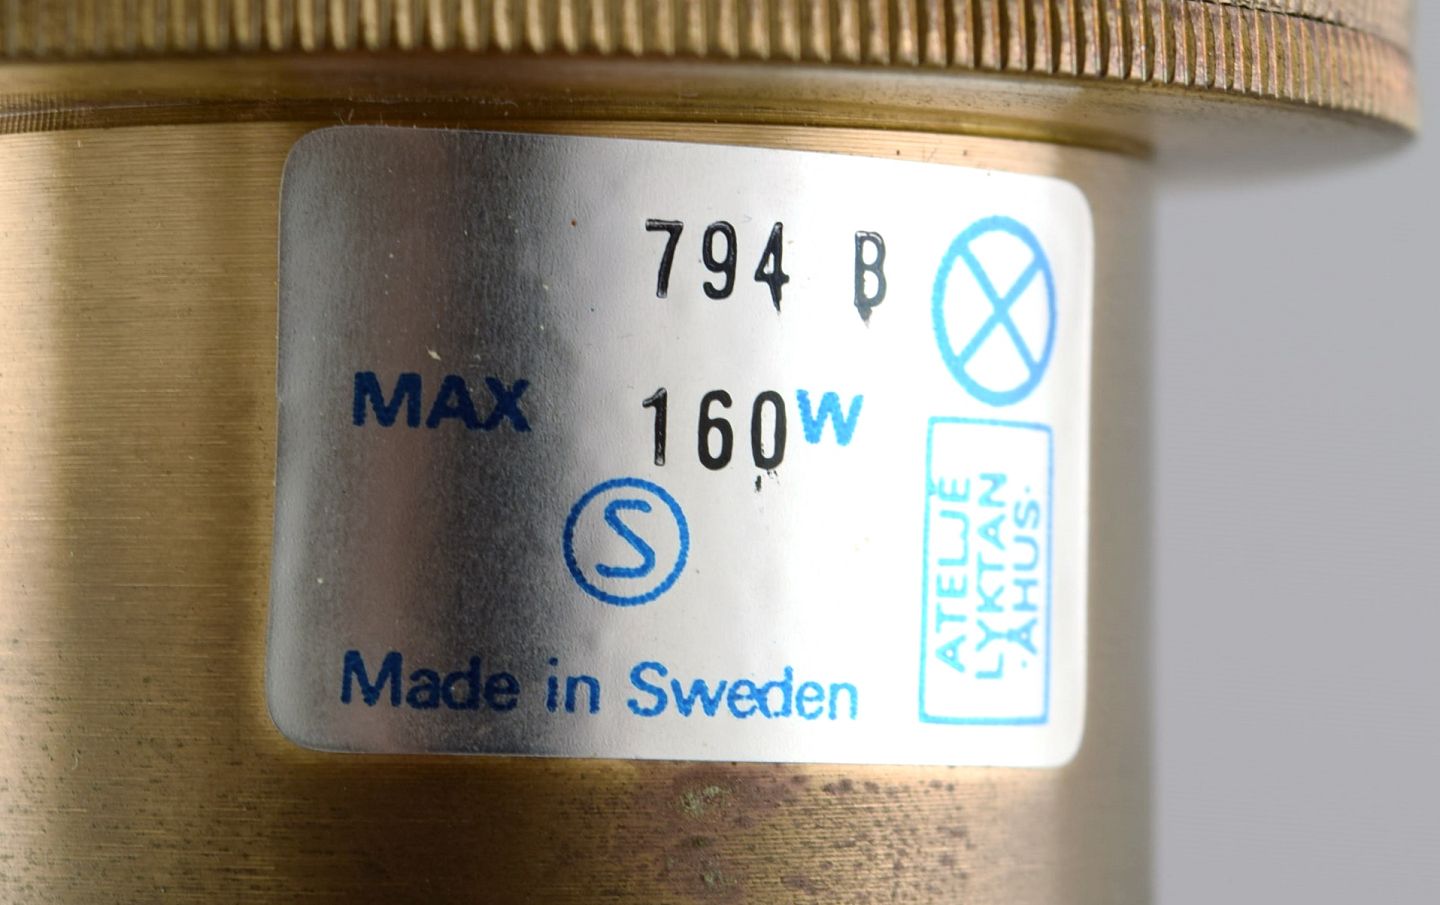 794 B
MAX 160W
S
Made in Sweden
ATELJÉ
LYKTAN
·ÅHUS·